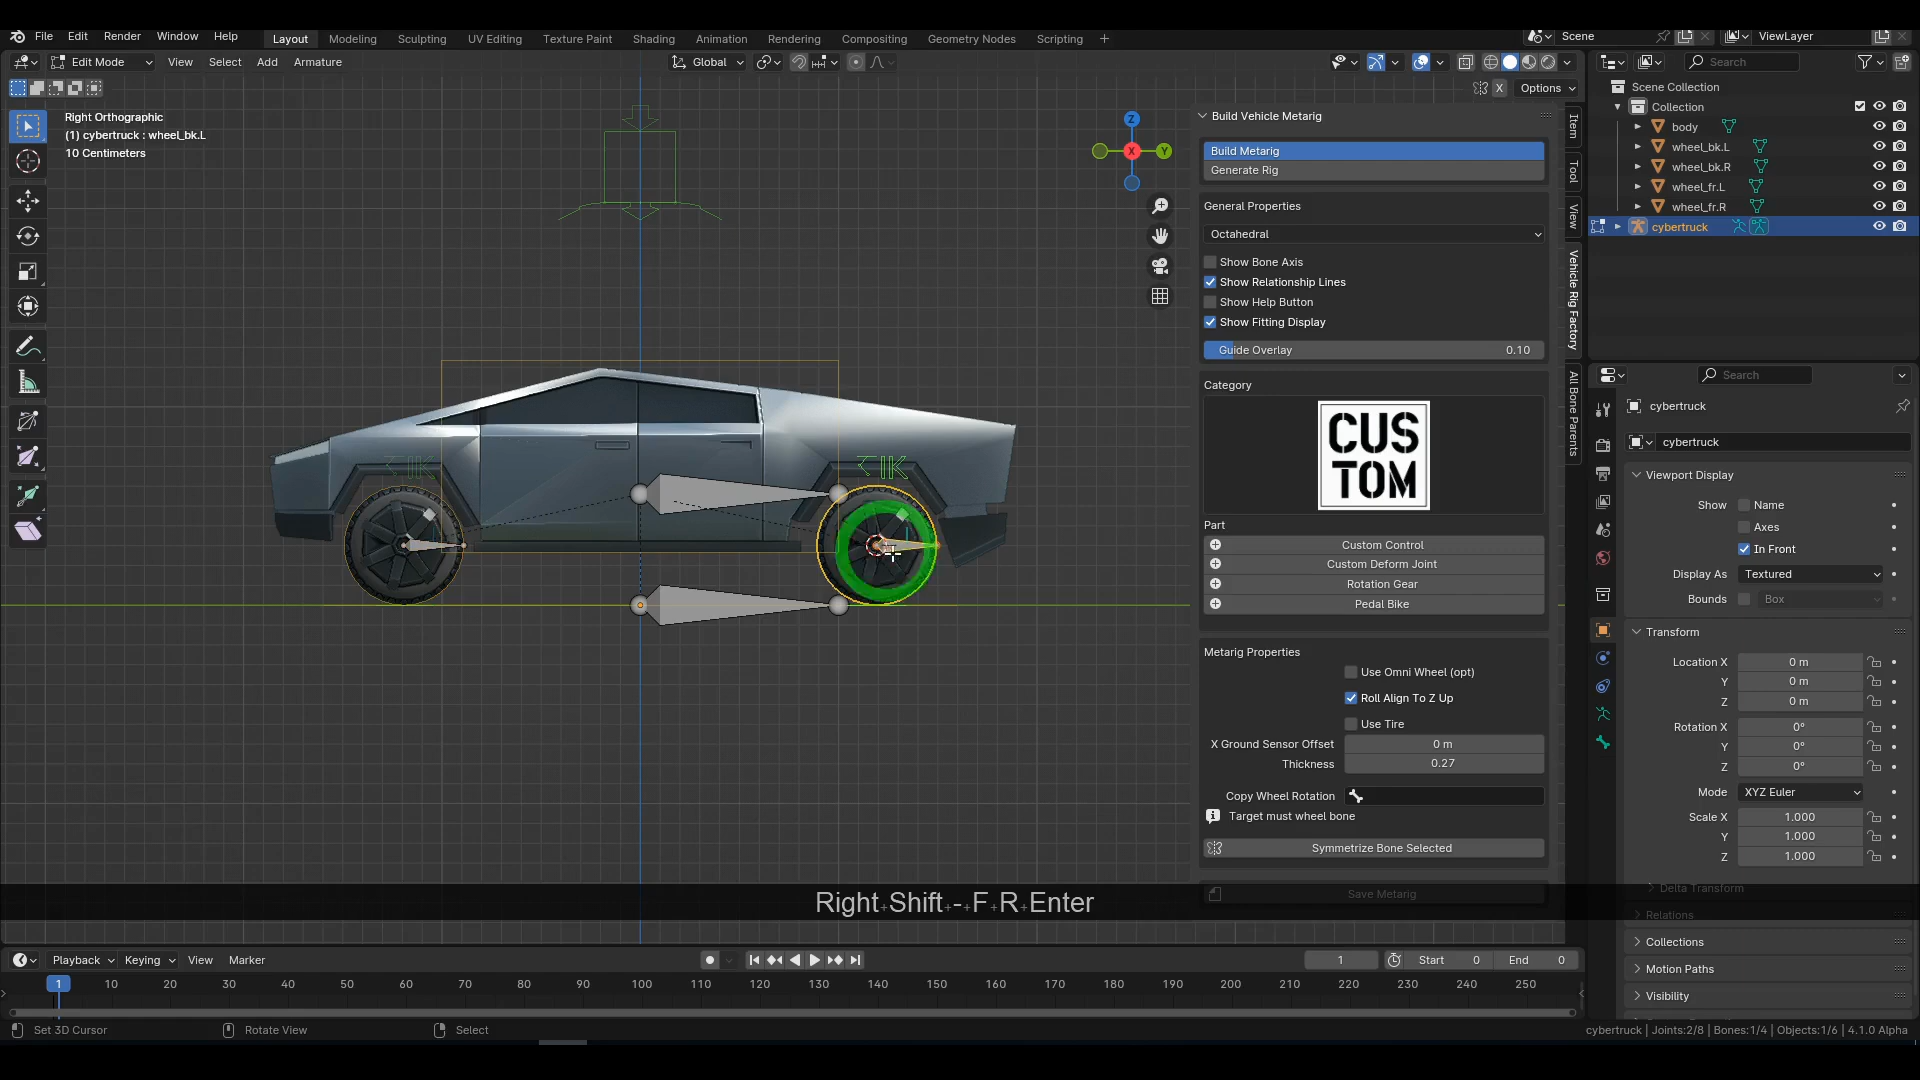 File Edit Render Window Help Layout Modeling Sculpting UV Editing Texture Paint Shading Animation Rendering Compositing Geometry Nodes Scripting + Scene ViewLayer
Edit Mode View Select Add Armature Global Search
X Options
Right Orthographic
(1) cybertruck : wheel_bk.L
10 Centimeters
Z
X
Y
IK
IK
Build Vehicle Metarig
Build Metarig
Generate Rig
General Properties
Octahedral
Show Bone Axis
Show Relationship Lines
Show Help Button
Show Fitting Display
Guide Overlay 0.10
Category
CUS
TOM
Part
Custom Control
Custom Deform Joint
Rotation Gear
Pedal Bike
Metarig Properties
Use Omni Wheel (opt)
Roll Align To Z Up
Use Tire
X Ground Sensor Offset 0 m
Thickness 0.27
Copy Wheel Rotation
Target must wheel bone
Symmetrize Bone Selected
Save Metarig
Item
Tool
View
Vehicle Rig Factory
All Bone Parents
Scene Collection
Collection
body
wheel_bk.L
wheel_bk.R
wheel_fr.L
wheel_fr.R
cybertruck
Search
cybertruck
cybertruck
Viewport Display
Show Name
Axes
In Front
Display As Textured
Bounds Box
Transform
Location X 0 m
Y 0 m
Z 0 m
Rotation X 0°
Y 0°
Z 0°
Mode XYZ Euler
Scale X 1.000
Y 1.000
Z 1.000
Delta Transform
Relations
Collections
Motion Paths
Visibility
Right+Shift+-+F+R+Enter
Playback Keying View Marker 1 Start 0 End 0
1 10 20 30 40 50 60 70 80 90 100 110 120 130 140 150 160 170 180 190 200 210 220 230 240 250
Set 3D Cursor Rotate View Select cybertruck | Joints:2/8 | Bones:1/4 | Objects:1/6 | 4.1.0 Alpha